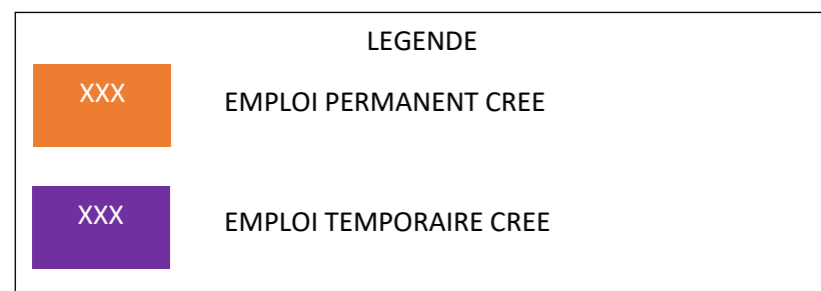 LEGENDE
XXX
EMPLOI PERMANENT CREE
XXX
EMPLOI TEMPORAIRE CREE